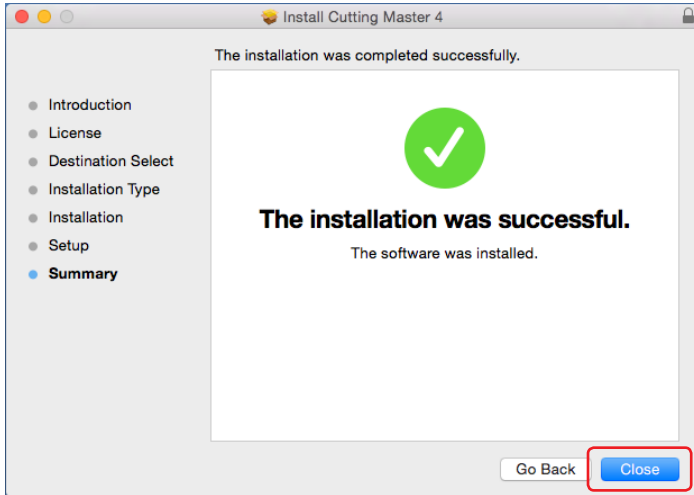 Install Cutting Master 4
The installation was completed successfully.
Introduction
License
Destination Select
Installation Type
Installation
Setup
Summary
The installation was successful.
The software was installed.
Go Back
Close